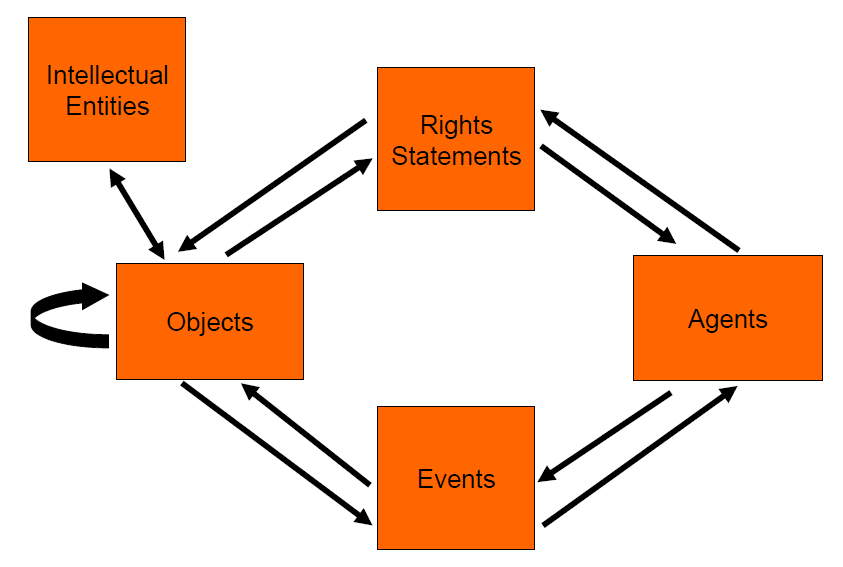 Intellectual
Entities
Rights
Statements
Objects
Agents
Events